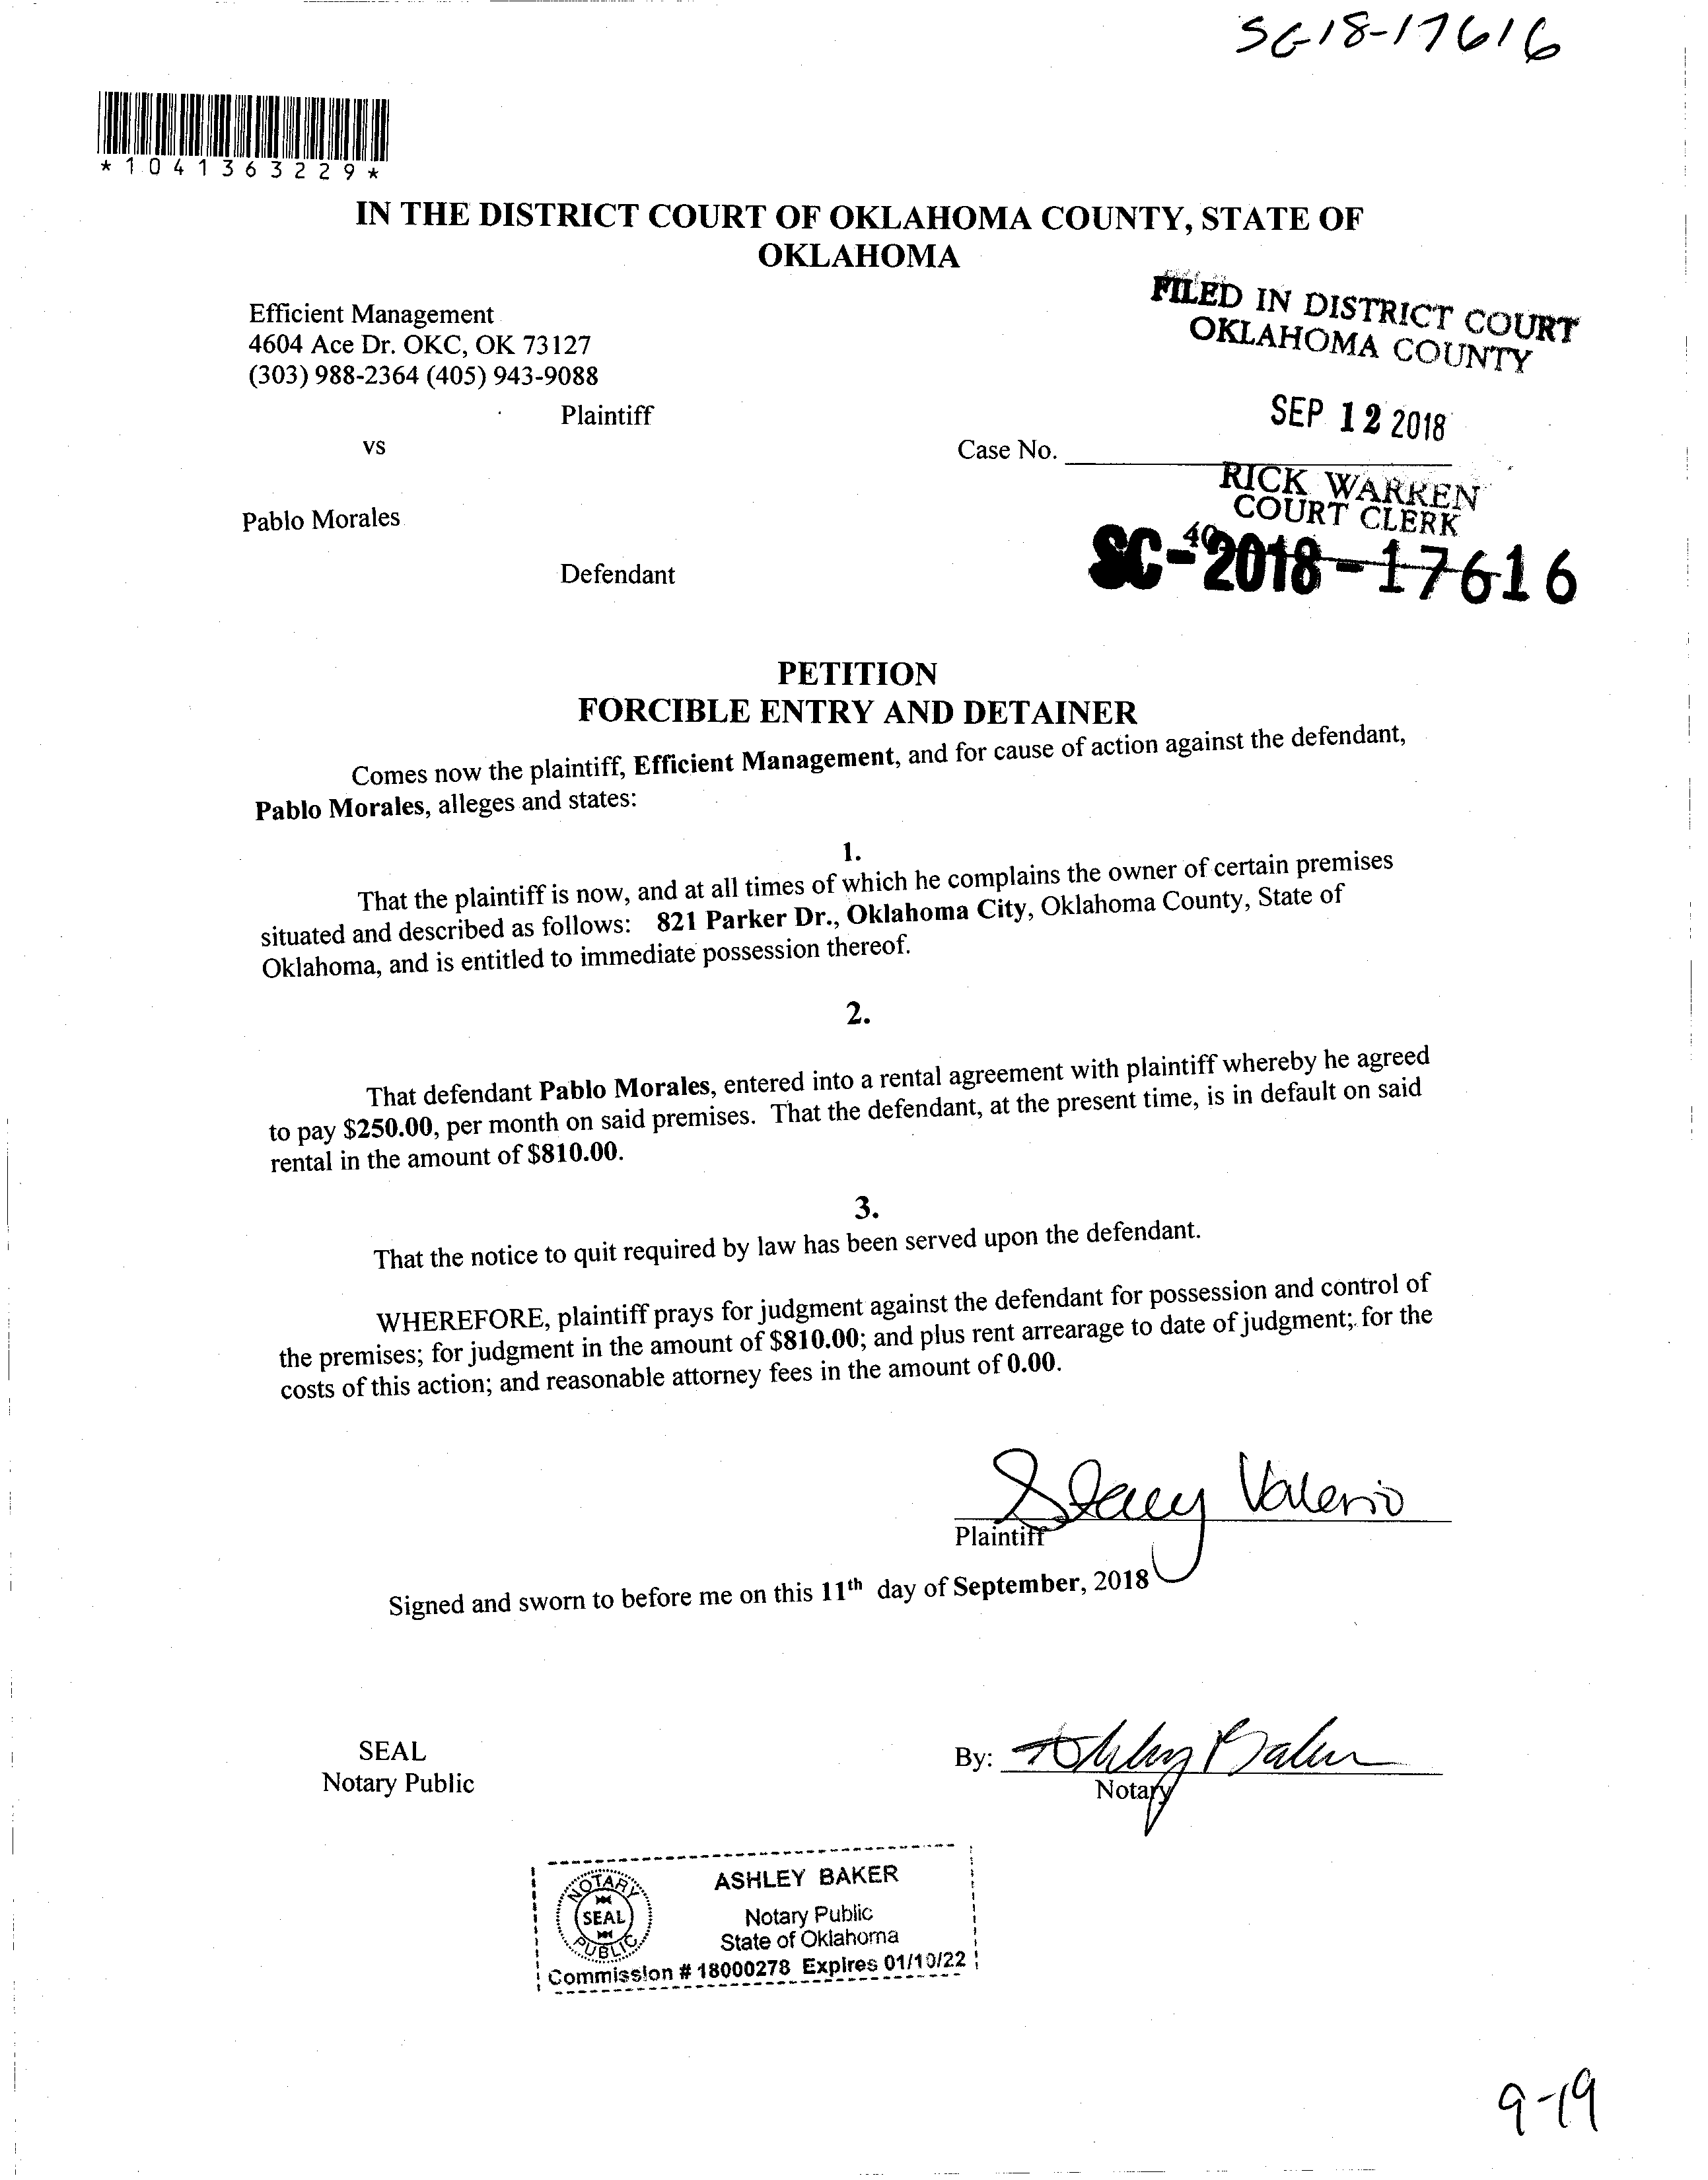 SC-18-17616
*1041363229*
IN THE DISTRICT COURT OF OKLAHOMA COUNTY, STATE OF
OKLAHOMA
FILED IN DISTRICT COURT
OKLAHOMA COUNTY
Efficient Management
4604 Ace Dr. OKC, OK 73127
(303) 988-2364 (405) 943-9088
Plaintiff
SEP 12 2018
vs
Case No.
RICK WARREN
COURT CLERK
40
Pablo Morales
SC-2018-17616
Defendant
PETITION
FORCIBLE ENTRY AND DETAINER
Comes now the plaintiff, Efficient Management, and for cause of action against the defendant,
Pablo Morales, alleges and states:
1.
That the plaintiff is now, and at all times of which he complains the owner of certain premises
situated and described as follows: 821 Parker Dr., Oklahoma City, Oklahoma County, State of
Oklahoma, and is entitled to immediate possession thereof.
2.
That defendant Pablo Morales, entered into a rental agreement with plaintiff whereby he agreed
to pay $250.00, per month on said premises. That the defendant, at the present time, is in default on said
rental in the amount of $810.00.
3.
That the notice to quit required by law has been served upon the defendant.
WHEREFORE, plaintiff prays for judgment against the defendant for possession and control of
the premises; for judgment in the amount of $810.00; and plus rent arrearage to date of judgment; for the
costs of this action; and reasonable attorney fees in the amount of 0.00.
Stacy Valerio
Plaintiff
Signed and sworn to before me on this 11th day of September, 2018
SEAL
Notary Public
By: Ashley Baker
Notary
NOTARY
SEAL
PUBLIC
ASHLEY BAKER
Notary Public
State of Oklahoma
Commission # 18000278 Expires 01/10/22
9-19